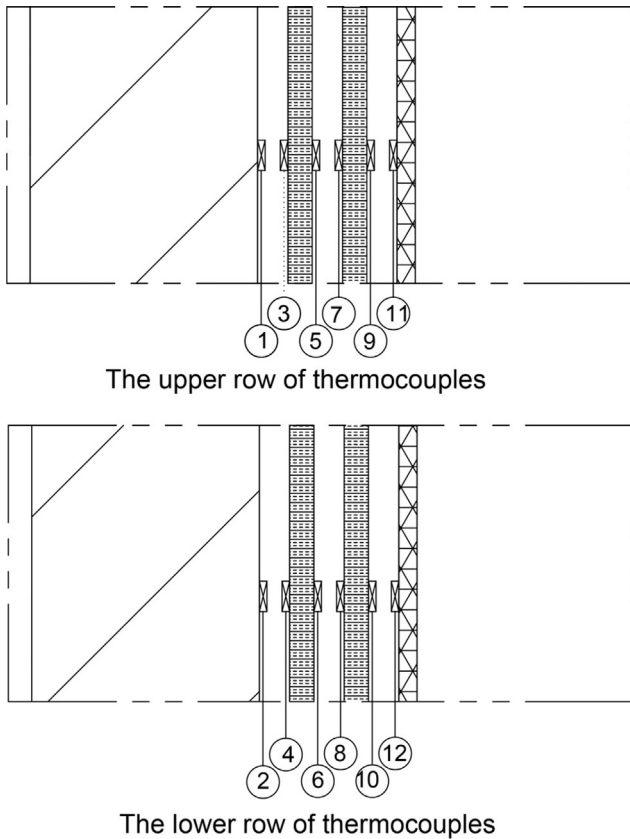 3 7 11
1 5 9
The upper row of thermocouples
4 8 12
2 6 10
The lower row of thermocouples